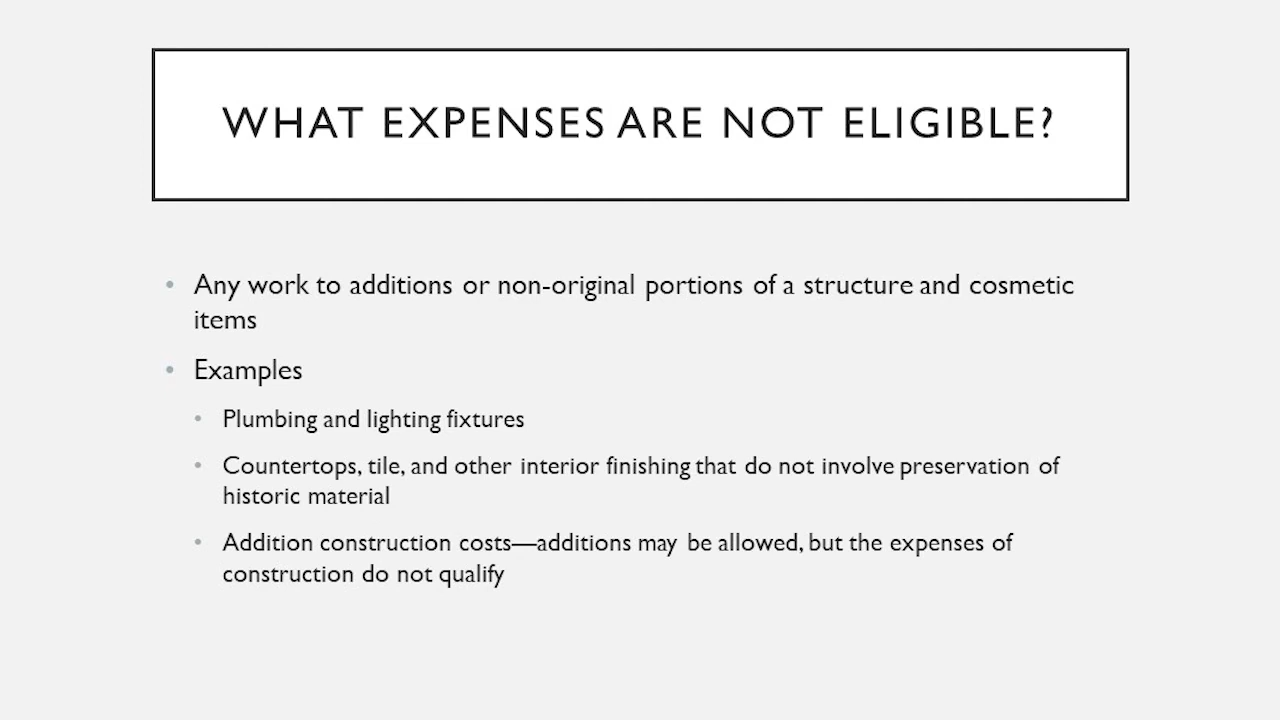 WHAT EXPENSES ARE NOT ELIGIBLE?
• Any work to additions or non-original portions of a structure and cosmetic
items
• Examples
• Plumbing and lighting fixtures
• Countertops, tile, and other interior finishing that do not involve preservation of
historic material
• Addition construction costs—additions may be allowed, but the expenses of
construction do not qualify